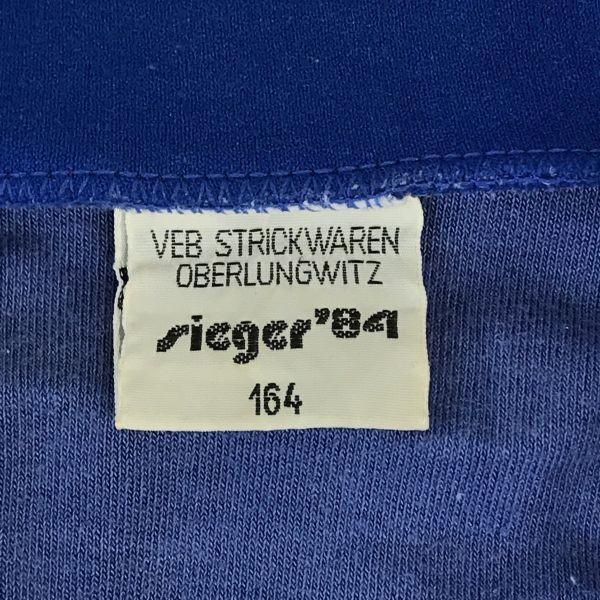 VEB STRICKWAREN
OBERLUNGWITZ
sieger'84
164